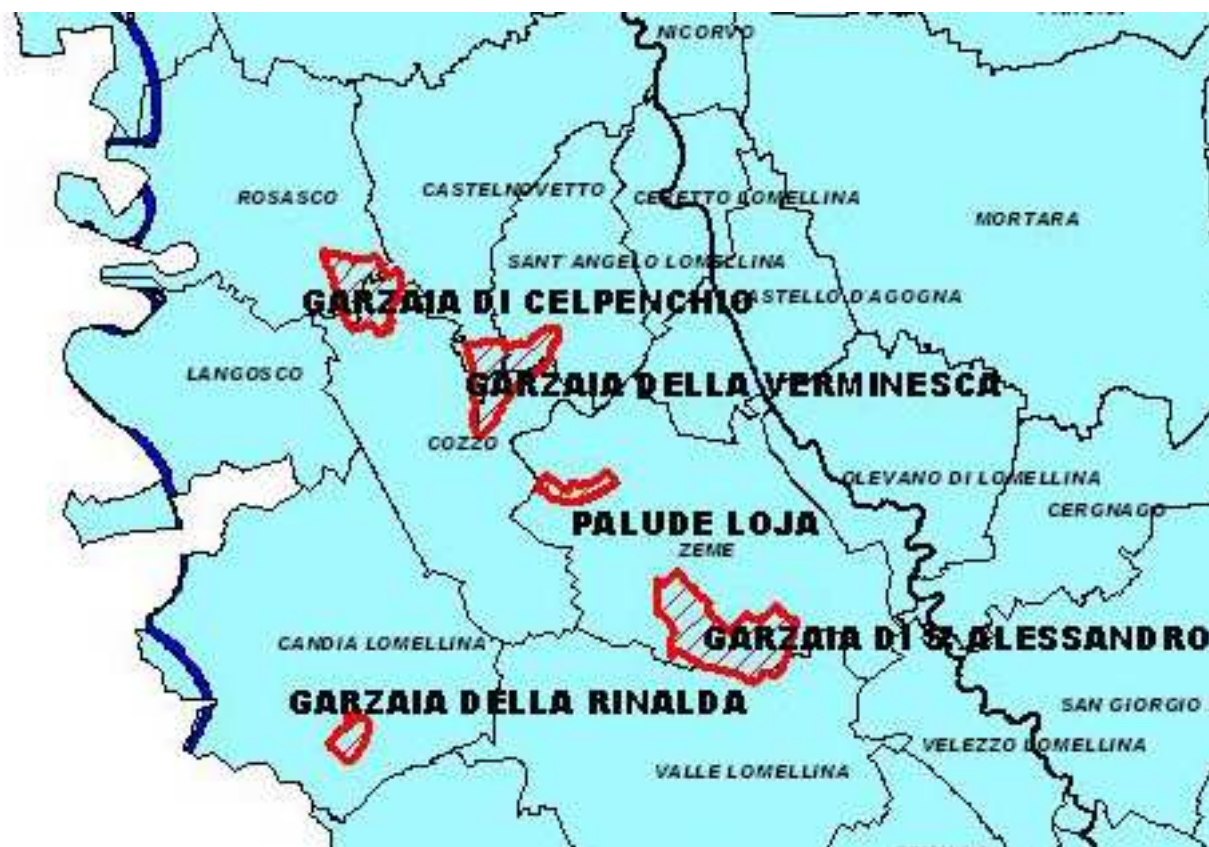 NICORVO
ROSASCO
CASTELNOVETTO
CERETTO LOMELLINA
MORTARA
SANT' ANGELO LOMELLINA
GARZAIA DI CELPENCHIO
ASTELLO D'AGOGNA
LANGOSCO
GARZAIA DELLA VERMINESCA
COZZO
OLEVANO DI LOMELLINA
CERGNAGO
PALUDE LOJA
ZEME
GARZAIA DI S. ALESSANDRO
CANDIA LOMELLINA
GARZAIA DELLA RINALDA
SAN GIORGIO
VELEZZO LOMELLINA
VALLE LOMELLINA